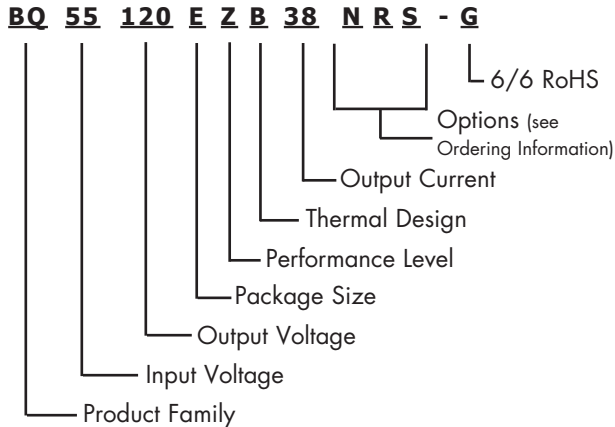 BQ 55 120 E Z B 38 N R S - G
6/6 RoHS
Options (see
Ordering Information)
Output Current
Thermal Design
Performance Level
Package Size
Output Voltage
Input Voltage
Product Family